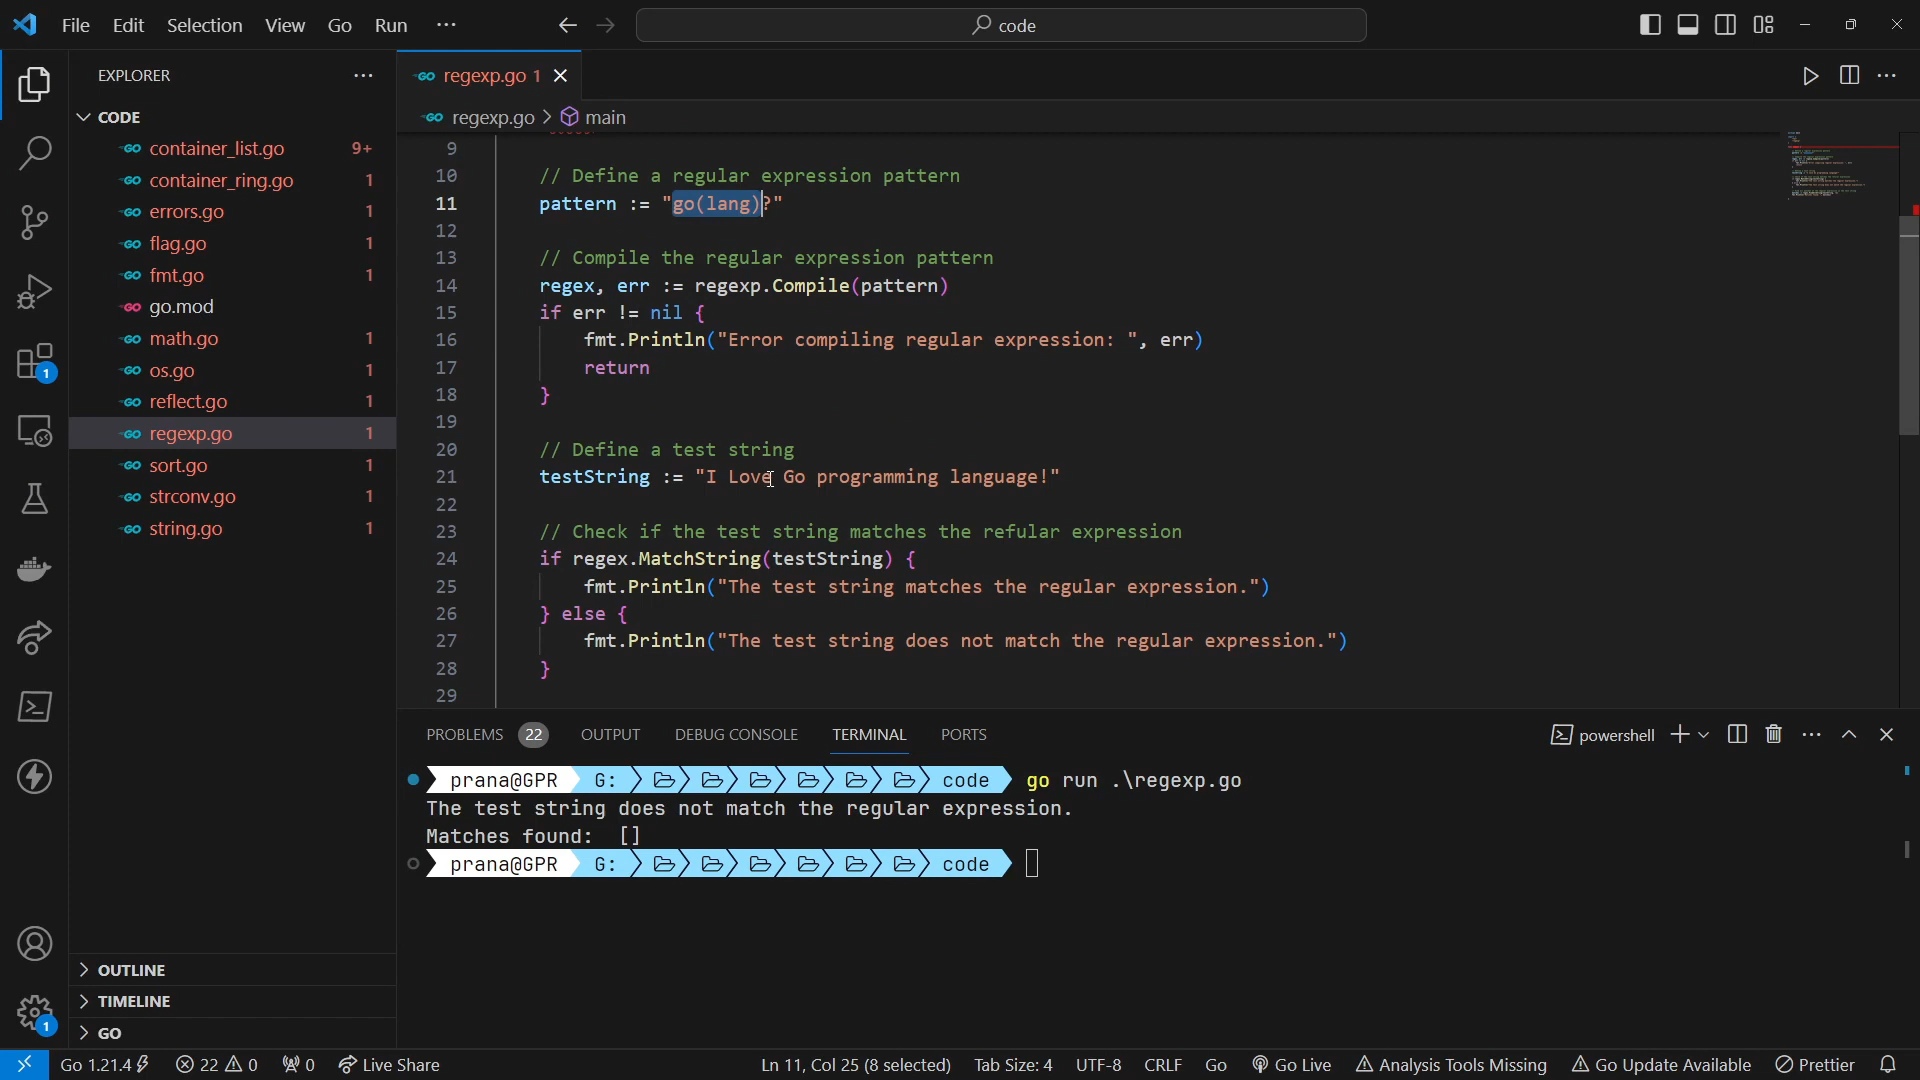 File Edit Selection View Go Run ···
code
EXPLORER ···
CODE
container_list.go 9+
container_ring.go 1
errors.go 1
flag.go 1
fmt.go 1
go.mod
math.go 1
os.go 1
reflect.go 1
regexp.go 1
sort.go 1
strconv.go 1
string.go 1
OUTLINE
TIMELINE
GO
1
1
regexp.go 1
regexp.go > main
9
10 // Define a regular expression pattern
11 pattern := "go(lang)?"
12
13 // Compile the regular expression pattern
14 regex, err := regexp.Compile(pattern)
15 if err != nil {
16 fmt.Println("Error compiling regular expression: ", err)
17 return
18 }
19
20 // Define a test string
21 testString := "I Love Go programming language!"
22
23 // Check if the test string matches the refular expression
24 if regex.MatchString(testString) {
25 fmt.Println("The test string matches the regular expression.")
26 } else {
27 fmt.Println("The test string does not match the regular expression.")
28 }
29
PROBLEMS 22 OUTPUT DEBUG CONSOLE TERMINAL PORTS powershell
prana@GPR G: code go run .\regexp.go
The test string does not match the regular expression.
Matches found: []
prana@GPR G: code
Go 1.21.4 22 0 0 Live Share Ln 11, Col 25 (8 selected) Tab Size: 4 UTF-8 CRLF Go Go Live Analysis Tools Missing Go Update Available Prettier